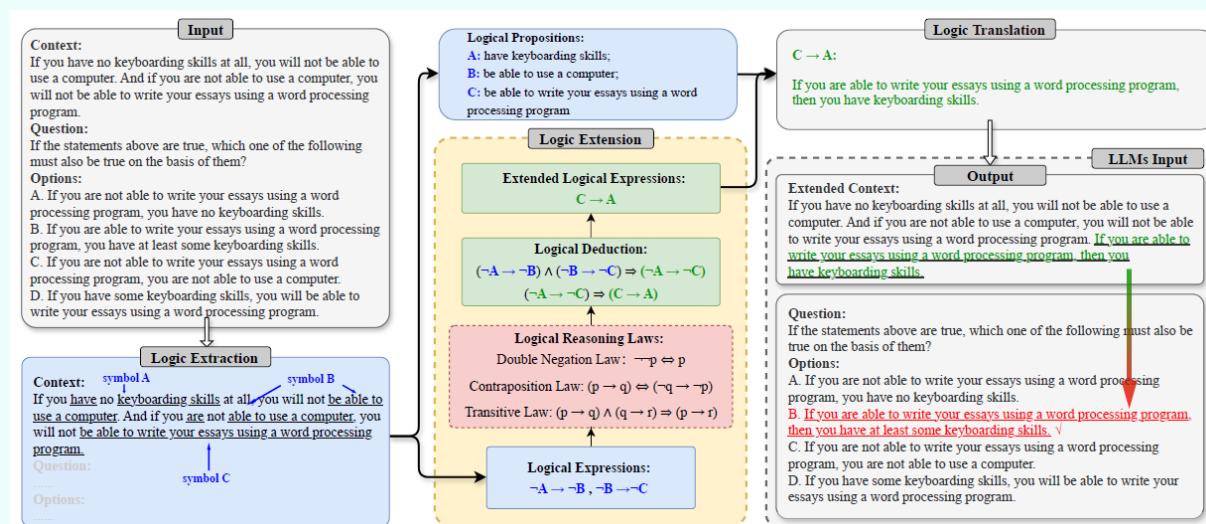 Input
Context:
If you have no keyboarding skills at all, you will not be able to
use a computer. And if you are not able to use a computer, you
will not be able to write your essays using a word processing
program.
Question:
If the statements above are true, which one of the following
must also be true on the basis of them?
Options:
A. If you are not able to write your essays using a word
processing program, you have no keyboarding skills.
B. If you are able to write your essays using a word processing
program, you have at least some keyboarding skills.
C. If you are not able to write your essays using a word
processing program, you are not able to use a computer.
D. If you have some keyboarding skills, you will be able to
write your essays using a word processing program.
Logic Extraction
Context:
symbol A
symbol B
If you have no keyboarding skills at all, you will not be able to
use a computer. And if you are not able to use a computer, you
will not be able to write your essays using a word processing
program.
symbol C
Question:
......
Options:
......
Logical Propositions:
A: have keyboarding skills;
B: be able to use a computer;
C: be able to write your essays using a word
processing program
Logic Extension
Extended Logical Expressions:
C → A
Logical Deduction:
(¬A → ¬B) ∧ (¬B → ¬C) ⇒ (¬A → ¬C)
(¬A → ¬C) ⇒ (C → A)
Logical Reasoning Laws:
Double Negation Law: ¬¬p ⇔ p
Contraposition Law: (p → q) ⇔ (¬q → ¬p)
Transitive Law: (p → q) ∧ (q → r) ⇒ (p → r)
Logical Expressions:
¬A → ¬B , ¬B → ¬C
Logic Translation
C → A:
If you are able to write your essays using a word processing program,
then you have keyboarding skills.
LLMs Input
Output
Extended Context:
If you have no keyboarding skills at all, you will not be able to use a
computer. And if you are not able to use a computer, you will not be able
to write your essays using a word processing program. If you are able to
write your essays using a word processing program, then you
have keyboarding skills.
Question:
If the statements above are true, which one of the following must also be
true on the basis of them?
Options:
A. If you are not able to write your essays using a word processing
program, you have no keyboarding skills.
B. If you are able to write your essays using a word processing program,
then you have at least some keyboarding skills. √
C. If you are not able to write your essays using a word processing
program, you are not able to use a computer.
D. If you have some keyboarding skills, you will be able to write your
essays using a word processing program.